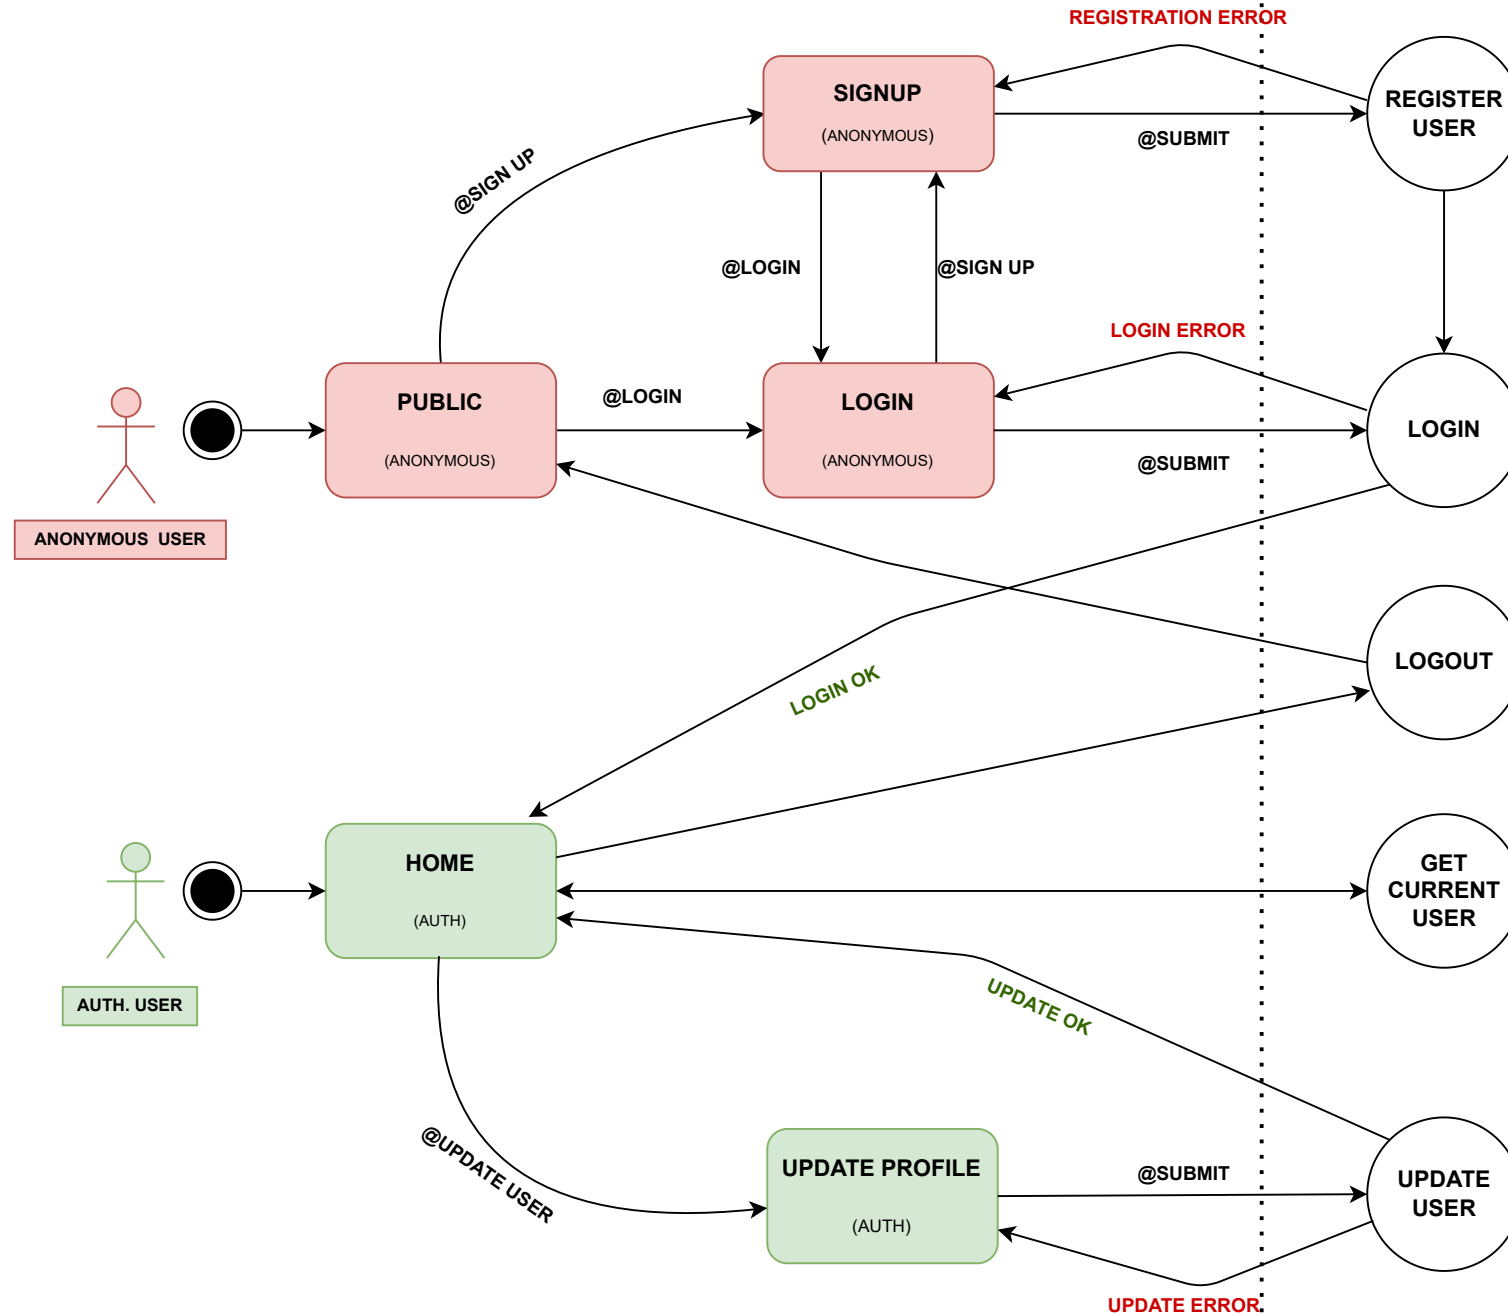 REGISTRATION ERROR
SIGNUP
(ANONYMOUS)
@SUBMIT
REGISTER
USER
@SIGN UP
@LOGIN
@SIGN UP
LOGIN ERROR
PUBLIC
(ANONYMOUS)
@LOGIN
LOGIN
(ANONYMOUS)
@SUBMIT
LOGIN
ANONYMOUS  USER
LOGOUT
LOGIN OK
HOME
(AUTH)
GET
CURRENT
USER
AUTH. USER
UPDATE OK
@UPDATE USER
UPDATE PROFILE
(AUTH)
@SUBMIT
UPDATE
USER
UPDATE ERROR